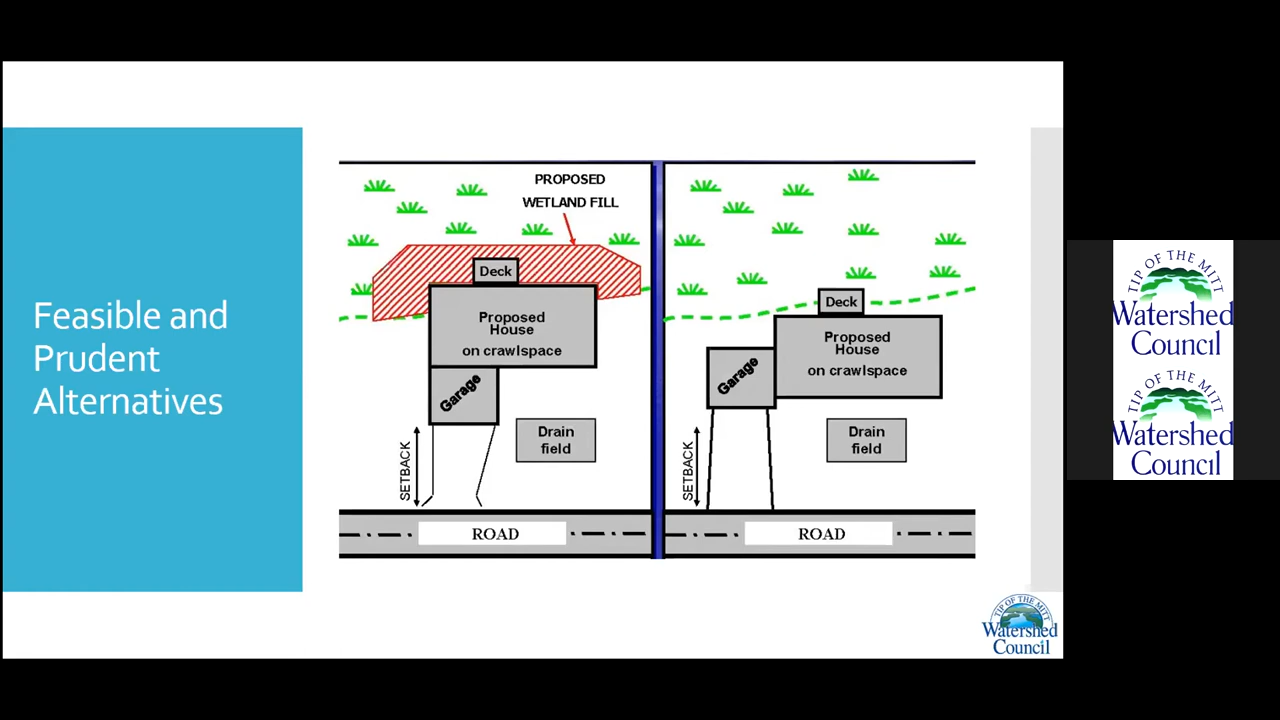 Feasible and
Prudent
Alternatives
PROPOSED
WETLAND FILL
Deck
Proposed
House
on crawlspace
Garage
Drain
field
SETBACK
ROAD
Deck
Proposed
House
on crawlspace
Garage
Drain
field
SETBACK
ROAD
TIP OF THE MITT
Watershed
Council
TIP OF THE MITT
Watershed
Council
TIP OF THE MITT
Watershed
Council